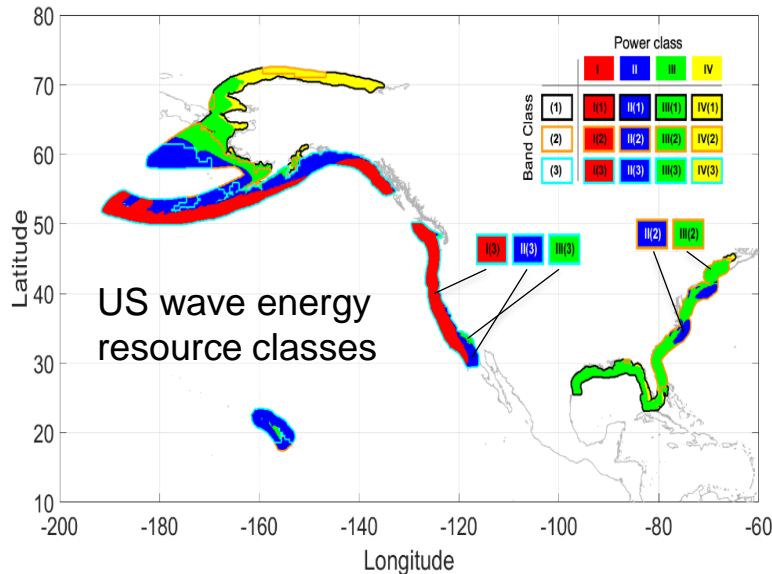 80
70
60
50
40
30
20
10
Latitude
-200 -180 -160 -140 -120 -100 -80 -60
Longitude
US wave energy
resource classes
Power class
I II III IV
Band Class
(1) I(1) II(1) III(1) IV(1)
(2) I(2) II(2) III(2) IV(2)
(3) I(3) II(3) III(3) IV(3)
I(3) II(3) III(3)
II(2) III(2)